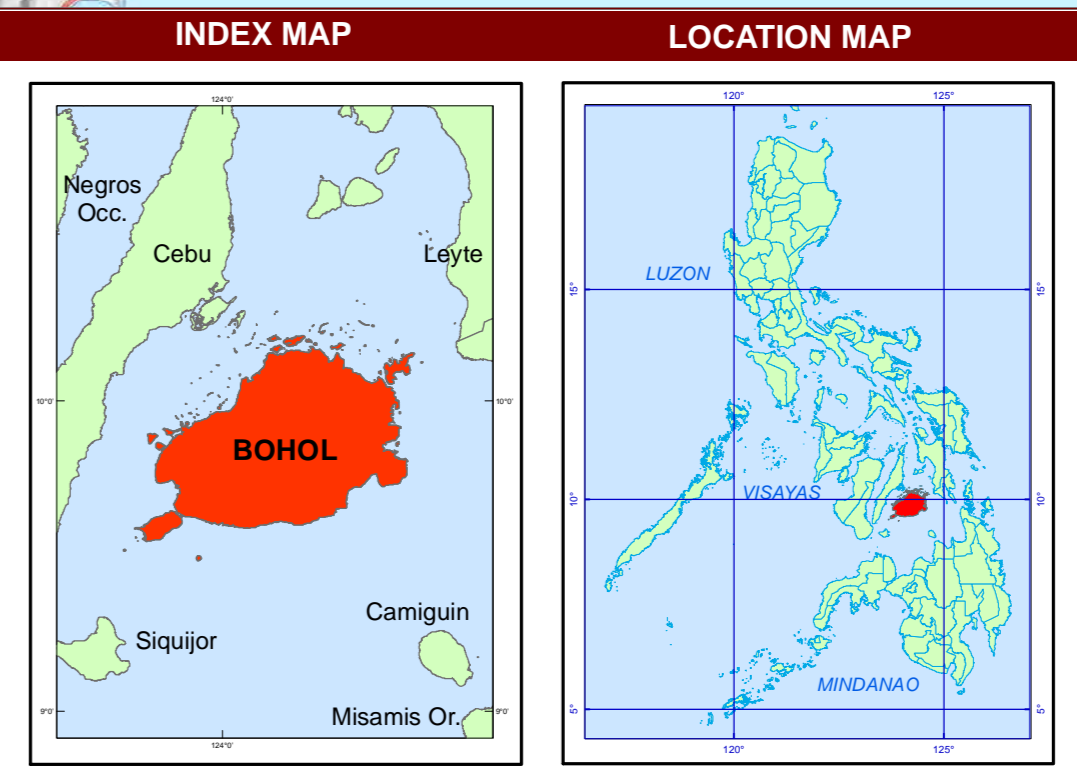 INDEX MAP
124°0'
Negros
Occ.
Cebu
Leyte
10°0'
10°0'
BOHOL
Camiguin
Siquijor
Misamis Or.
9°0'
9°0'
124°0'
LOCATION MAP
120°
125°
LUZON
15°
15°
VISAYAS
10°
10°
MINDANAO
5°
5°
120°
125°